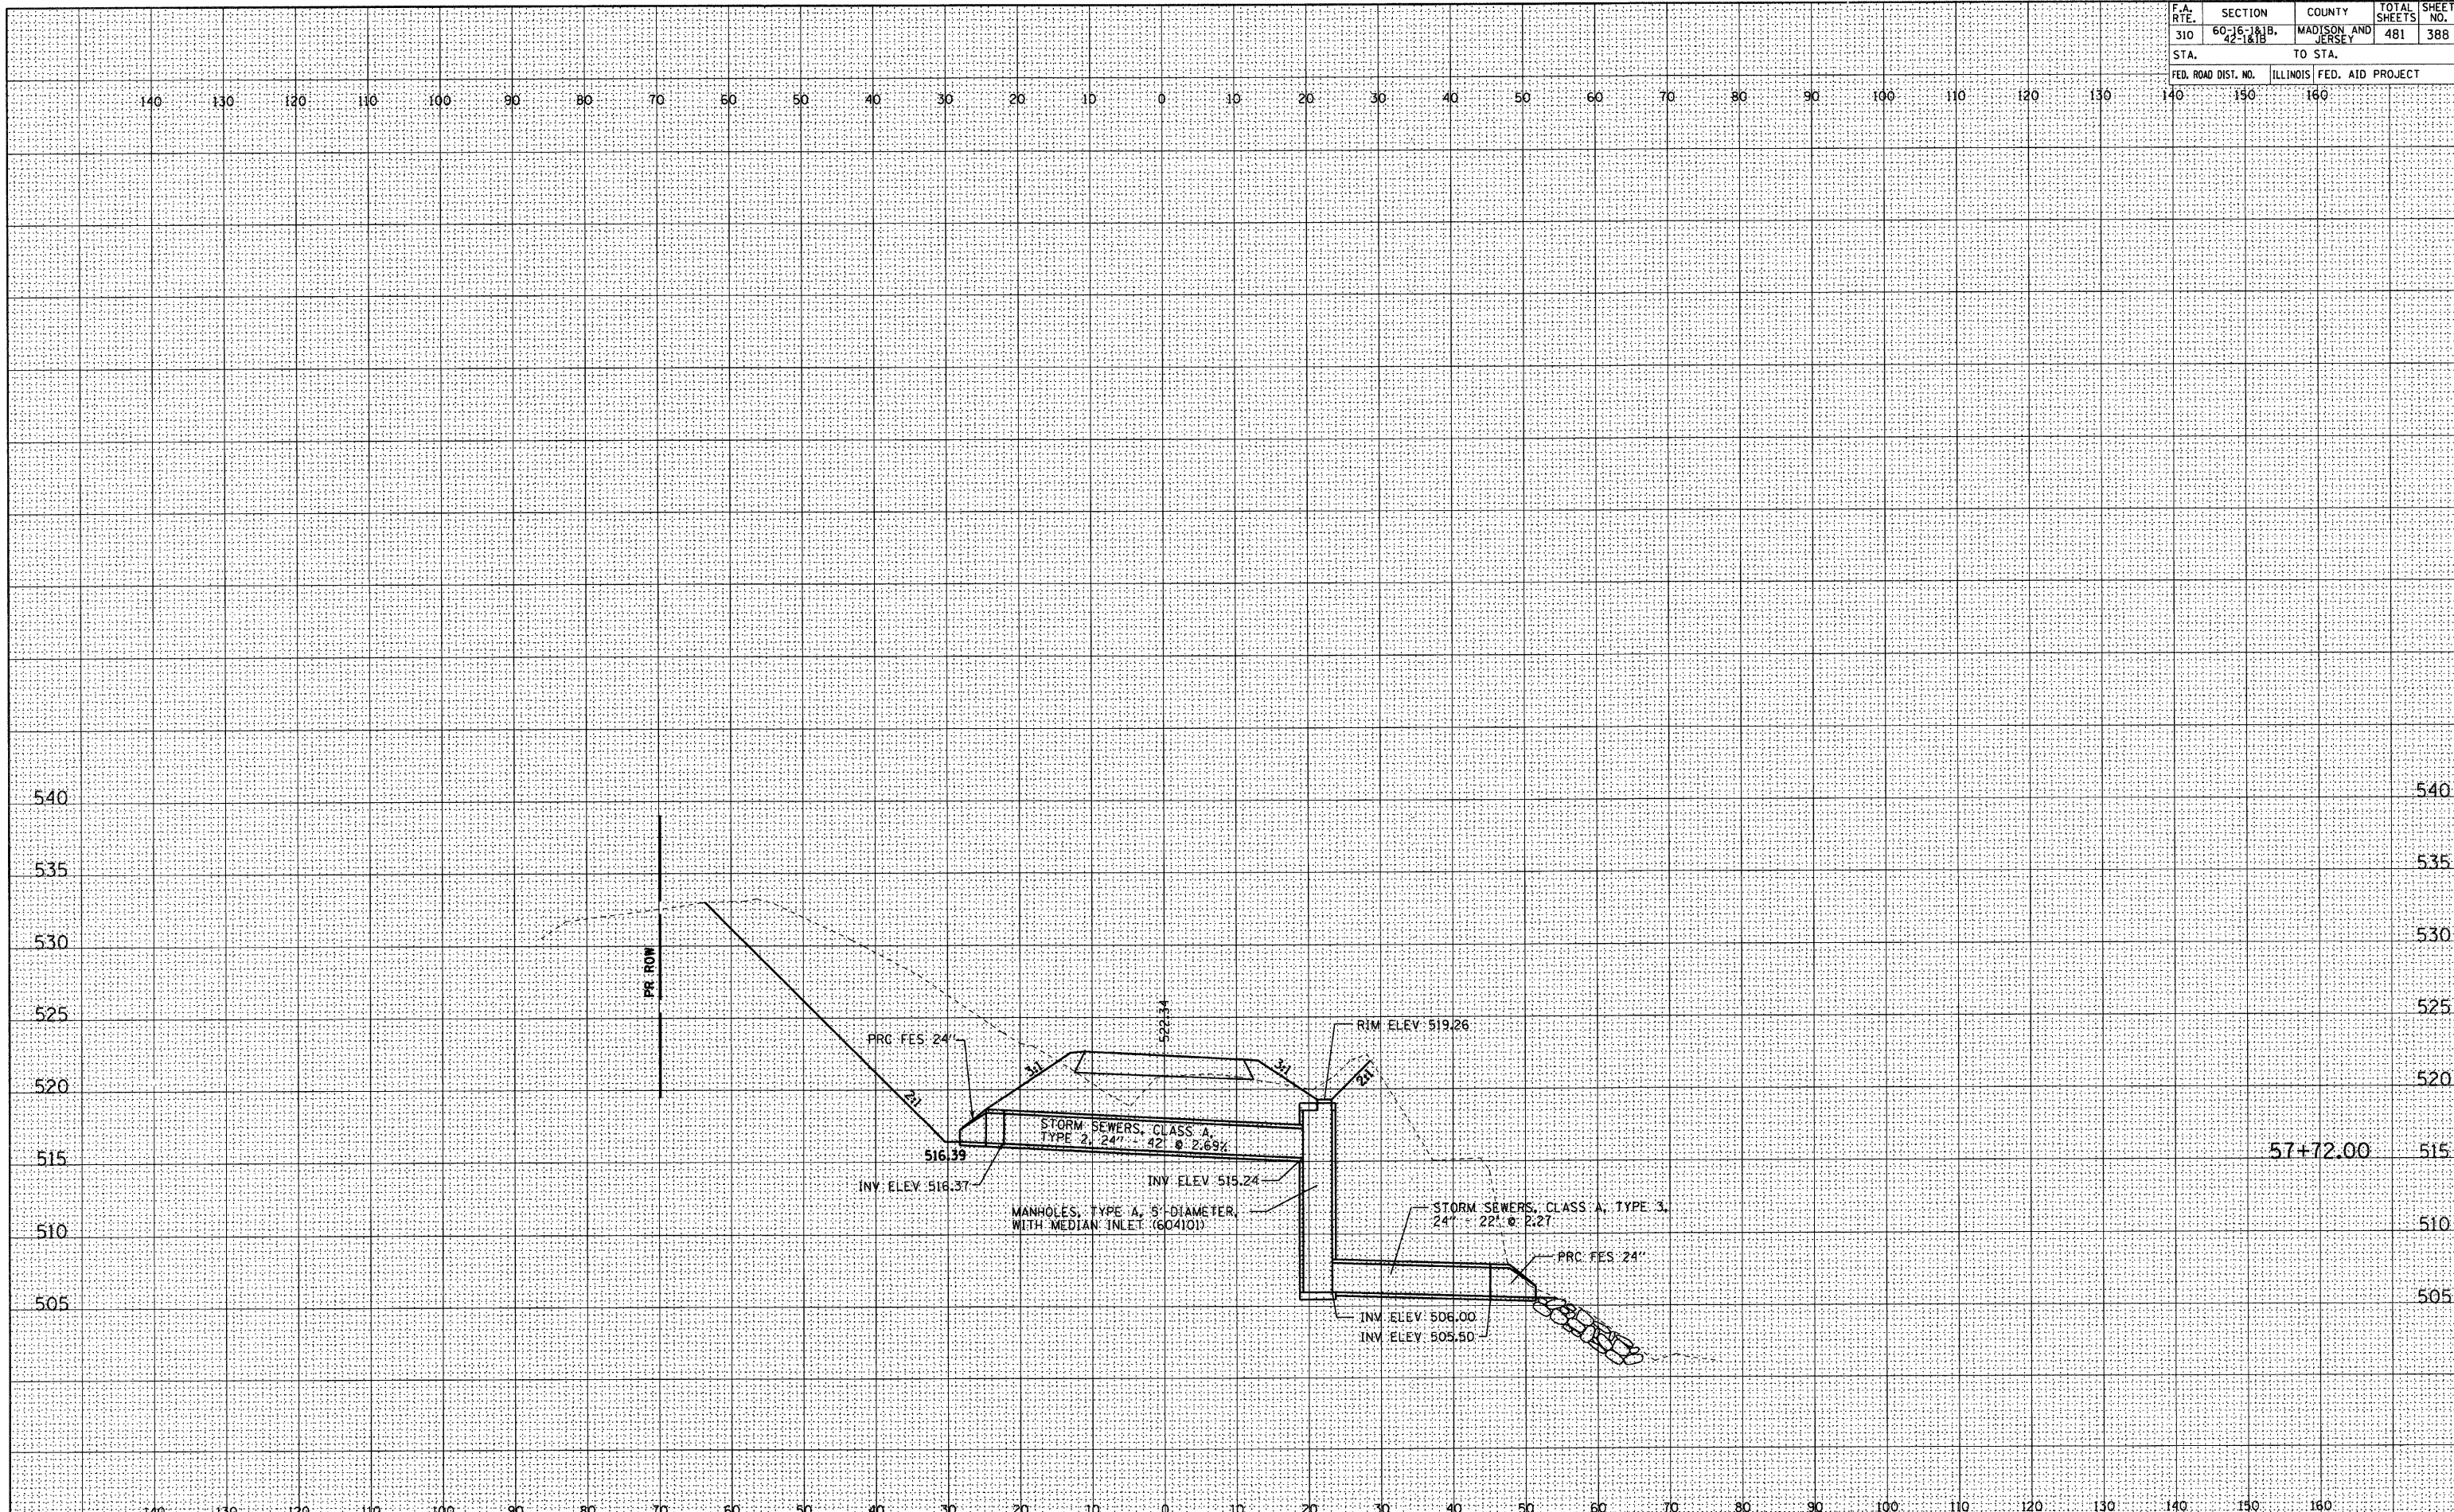 F.A. RTE. SECTION COUNTY TOTAL SHEETS SHEET NO.
310 60-16-1&1B, 42-1&1B MADISON AND JERSEY 481 388
STA. TO STA.
FED. ROAD DIST. NO. ILLINOIS FED. AID PROJECT
140 130 120 110 100 90 80 70 60 50 40 30 20 10 0 10 20 30 40 50 60 70 80 90 100 110 120 130 140 150 160
540 540
535 535
530 530
PR ROW
525 525
522.34
RIM ELEV 519.26
PRC FES 24"
3:1
3:1
2:1
2:1
520 520
STORM SEWERS, CLASS A,
TYPE 2, 24" - 42' @ 2.69%
516.39
57+72.00
515 515
INV ELEV 516.37
INV ELEV 515.24
MANHOLES, TYPE A, 5' DIAMETER,
WITH MEDIAN INLET (604101)
STORM SEWERS, CLASS A, TYPE 3,
24" - 22' @ 2.27
510 510
PRC FES 24"
505 505
INV ELEV 506.00
INV ELEV 505.50
140 130 120 110 100 90 80 70 60 50 40 30 20 10 0 10 20 30 40 50 60 70 80 90 100 110 120 130 140 150 160